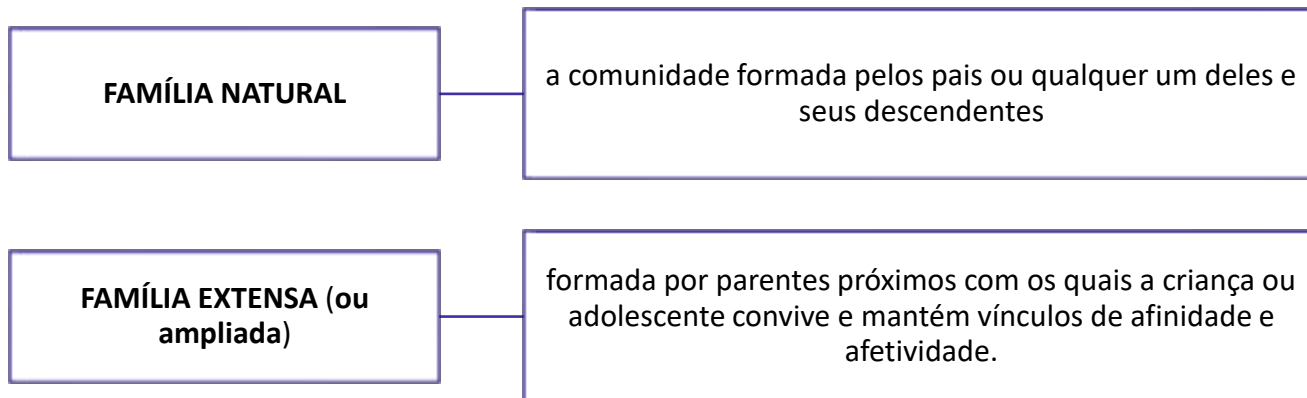 FAMÍLIA NATURAL
a comunidade formada pelos pais ou qualquer um deles e
seus descendentes
FAMÍLIA EXTENSA (ou
ampliada)
formada por parentes próximos com os quais a criança ou
adolescente convive e mantém vínculos de afinidade e
afetividade.